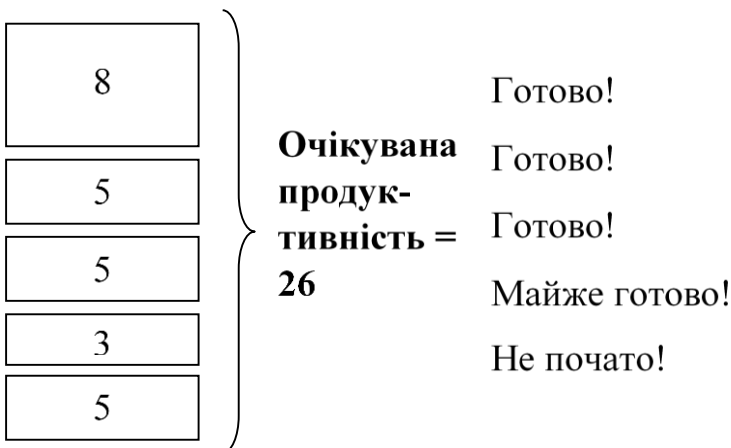 8
5
5
3
5
Очікувана
продук-
тивність =
26
Готово!
Готово!
Готово!
Майже готово!
Не почато!